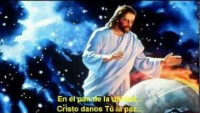 En el pan de la unidad
Cristo danos Tú la paz...